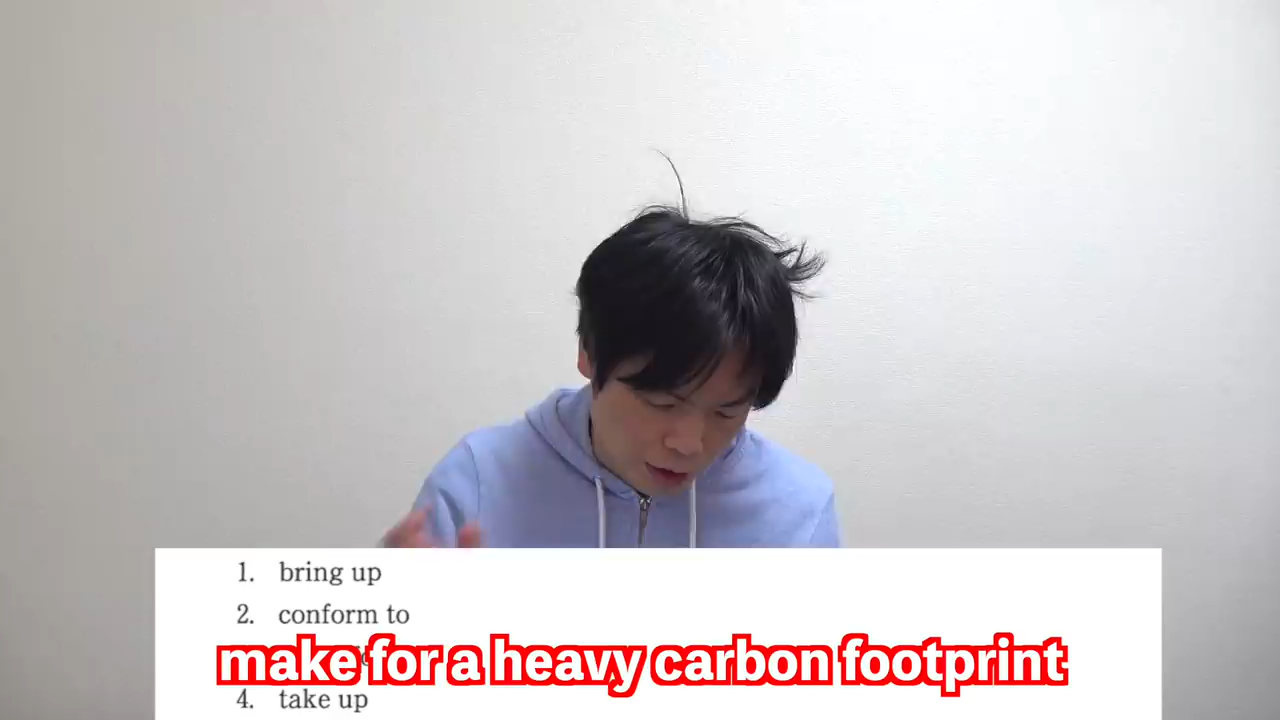 1. bring up
2. conform to
make for a heavy carbon footprint
4. take up